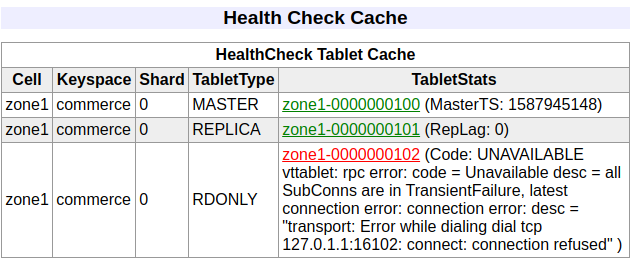 Health Check Cache
HealthCheck Tablet Cache
Cell Keyspace Shard TabletType TabletStats
zone1 commerce 0 MASTER zone1-0000000100 (MasterTS: 1587945148)
zone1 commerce 0 REPLICA zone1-0000000101 (RepLag: 0)
zone1 commerce 0 RDONLY zone1-0000000102 (Code: UNAVAILABLE
vttablet: rpc error: code = Unavailable desc = all
SubConns are in TransientFailure, latest
connection error: connection error: desc =
"transport: Error while dialing dial tcp
127.0.1.1:16102: connect: connection refused" )